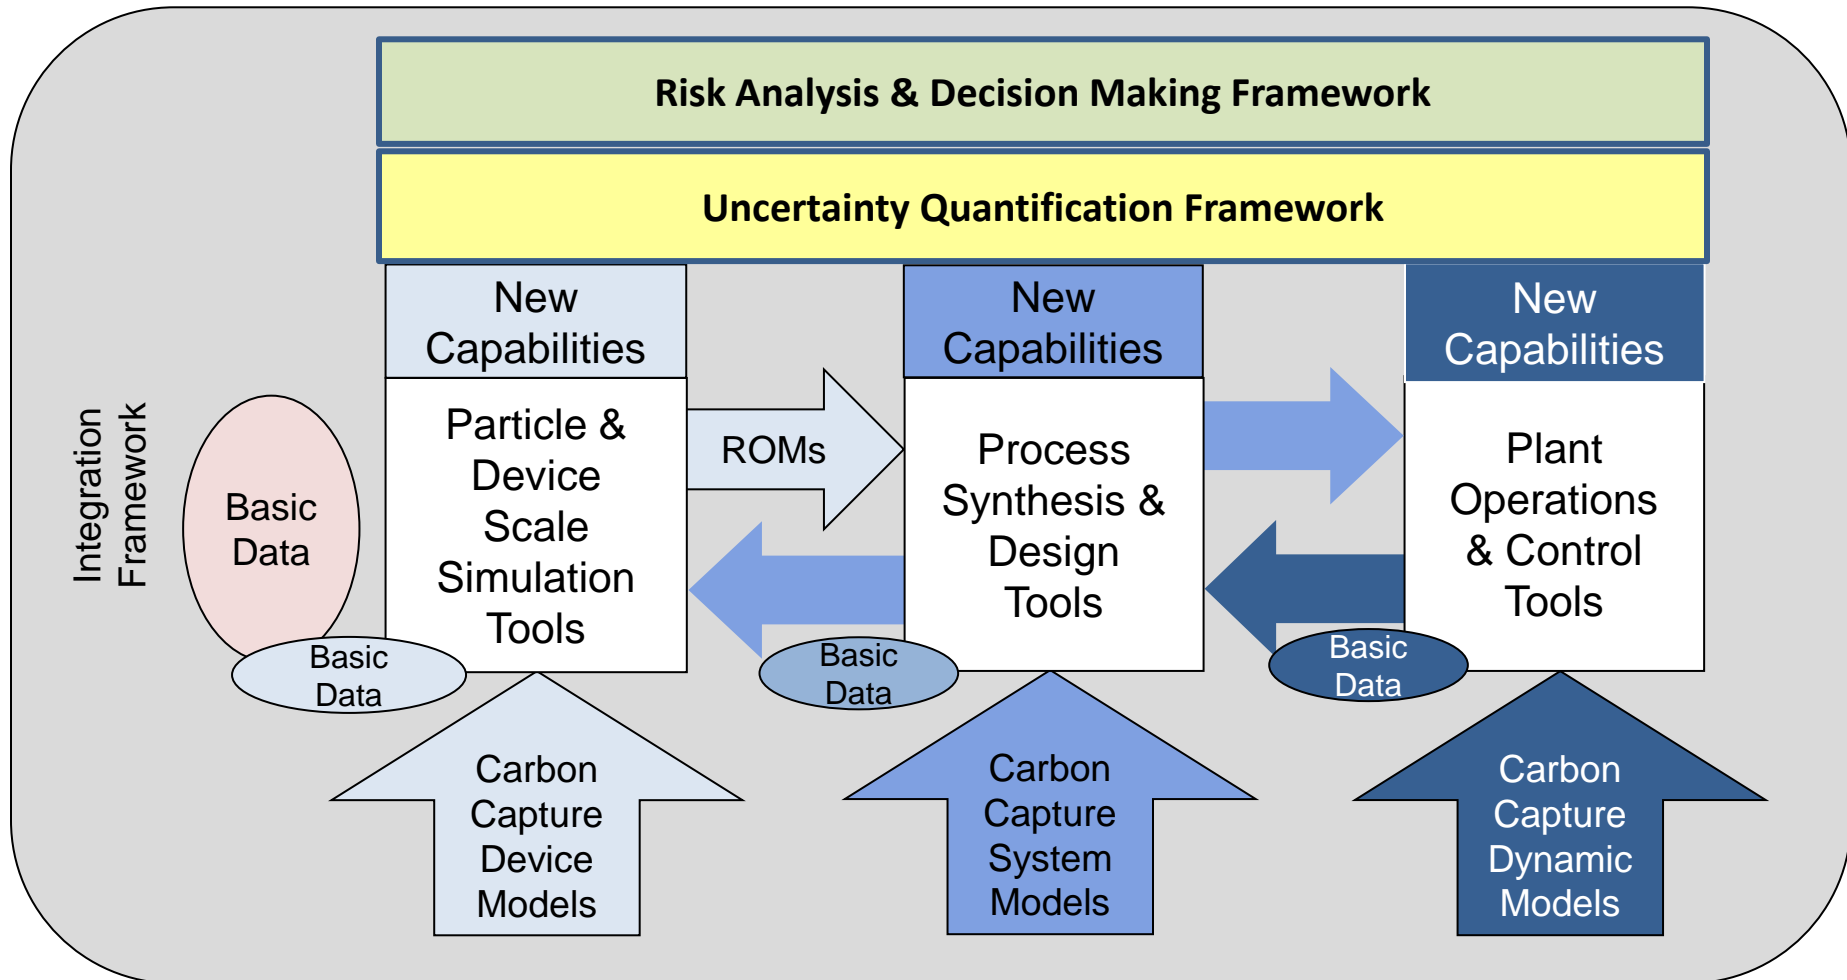 Risk Analysis & Decision Making Framework
Uncertainty Quantification Framework
New
Capabilities
New
Capabilities
New
Capabilities
Integration
Framework
Basic
Data
Particle &
Device
Scale
Simulation
Tools
ROMs
Process
Synthesis &
Design
Tools
Plant
Operations
& Control
Tools
Basic
Data
Basic
Data
Basic
Data
Carbon
Capture
Device
Models
Carbon
Capture
System
Models
Carbon
Capture
Dynamic
Models